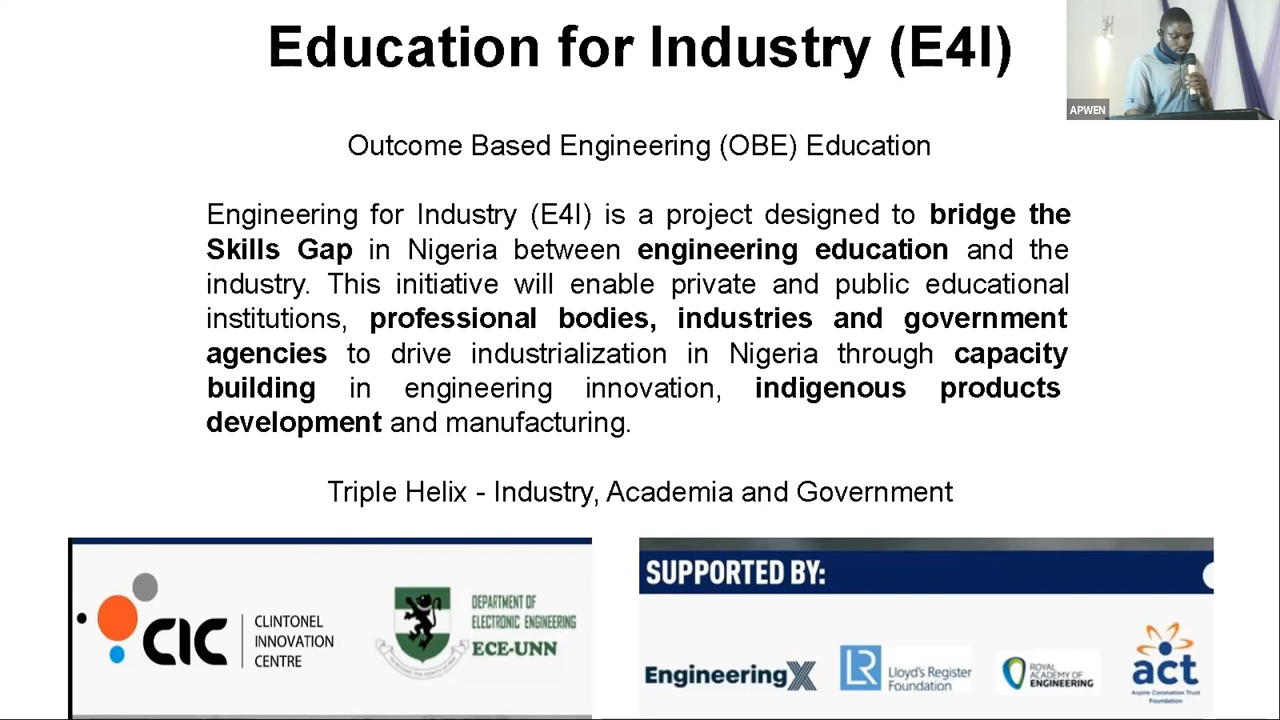 Education for Industry (E4I)
APWEN
Outcome Based Engineering (OBE) Education
Engineering for Industry (E4I) is a project designed to bridge the
Skills Gap in Nigeria between engineering education and the
industry. This initiative will enable private and public educational
institutions, professional bodies, industries and government
agencies to drive industrialization in Nigeria through capacity
building in engineering innovation, indigenous products
development and manufacturing.
Triple Helix - Industry, Academia and Government
CIC
CLINTONEL
INNOVATION
CENTRE
DEPARTMENT OF
ELECTRONIC ENGINEERING
ECE-UNN
SUPPORTED BY:
EngineeringX
LR
Lloyd's Register
Foundation
ROYAL
ACADEMY OF
ENGINEERING
act
Aspire Coronation Trust
Foundation